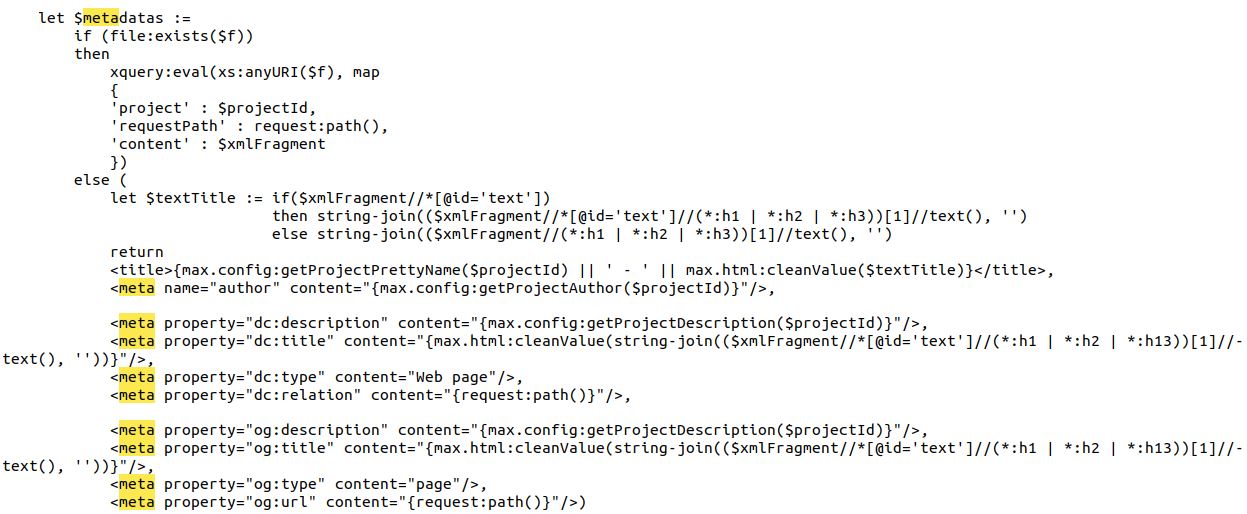 let $metadatas :=
if (file:exists($f))
then
xquery:eval(xs:anyURI($f), map
{
'project' : $projectId,
'requestPath' : request:path(),
'content' : $xmlFragment
})
else (
let $textTitle := if($xmlFragment//*[@id='text'])
then string-join(($xmlFragment//*[@id='text']//(*:h1 | *:h2 | *:h3))[1]//text(), '')
else string-join(($xmlFragment//(*:h1 | *:h2 | *:h3))[1]//text(), '')
return
<title>{max.config:getProjectPrettyName($projectId) || ' - ' || max.html:cleanValue($textTitle)}</title>,
<meta name="author" content="{max.config:getProjectAuthor($projectId)}"/>,
<meta property="dc:description" content="{max.config:getProjectDescription($projectId)}"/>,
<meta property="dc:title" content="{max.html:cleanValue(string-join(($xmlFragment//*[@id='text']//(*:h1 | *:h2 | *:h13))[1]//-
text(), ''))}"/>,
<meta property="dc:type" content="Web page"/>,
<meta property="dc:relation" content="{request:path()}"/>,
<meta property="og:description" content="{max.config:getProjectDescription($projectId)}"/>,
<meta property="og:title" content="{max.html:cleanValue(string-join(($xmlFragment//*[@id='text']//(*:h1 | *:h2 | *:h13))[1]//-
text(), ''))}"/>,
<meta property="og:type" content="page"/>,
<meta property="og:url" content="{request:path()}"/>)